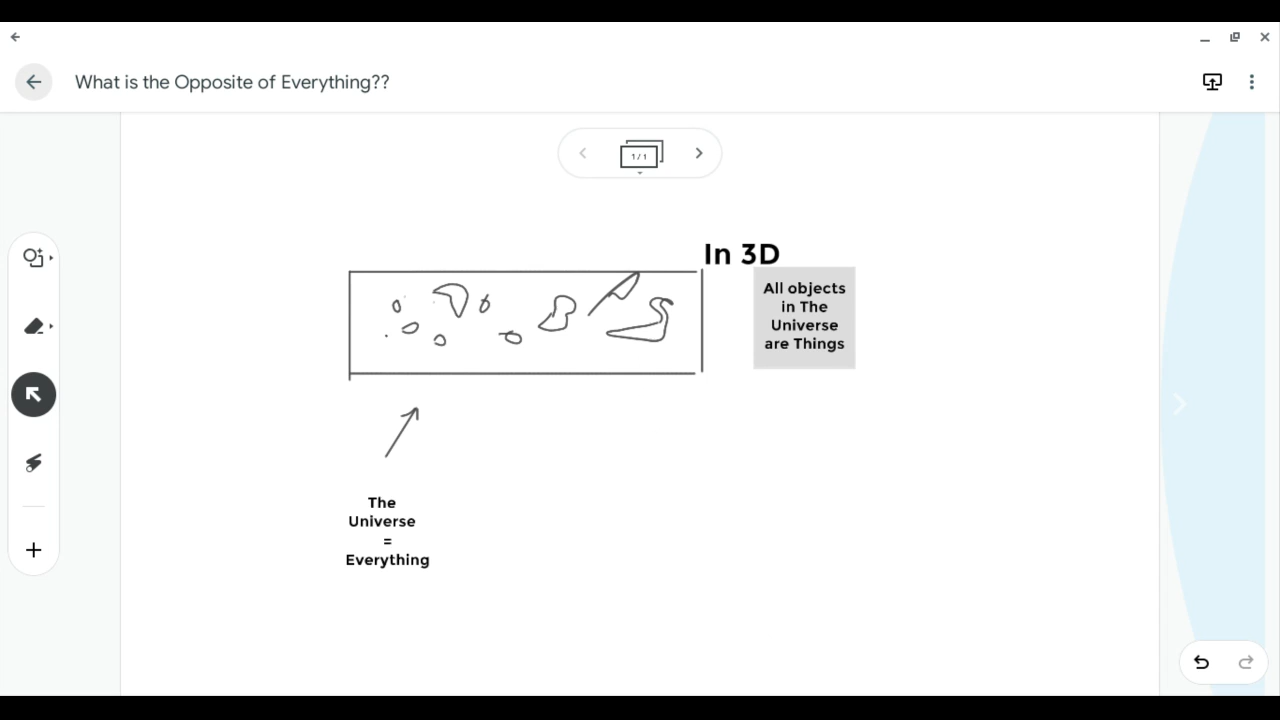 What is the Opposite of Everything??
1/1
In 3D
All objects
in The
Universe
are Things
The
Universe
=
Everything